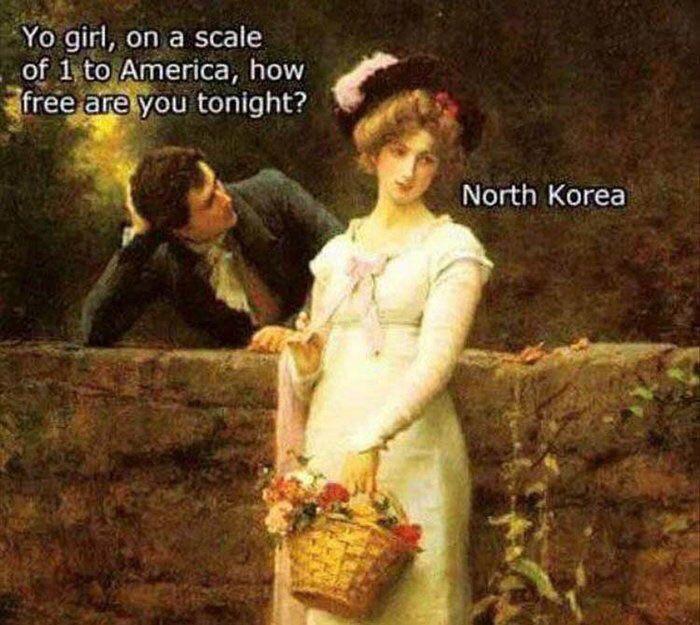 Yo girl, on a scale
of 1 to America, how
free are you tonight?
North Korea